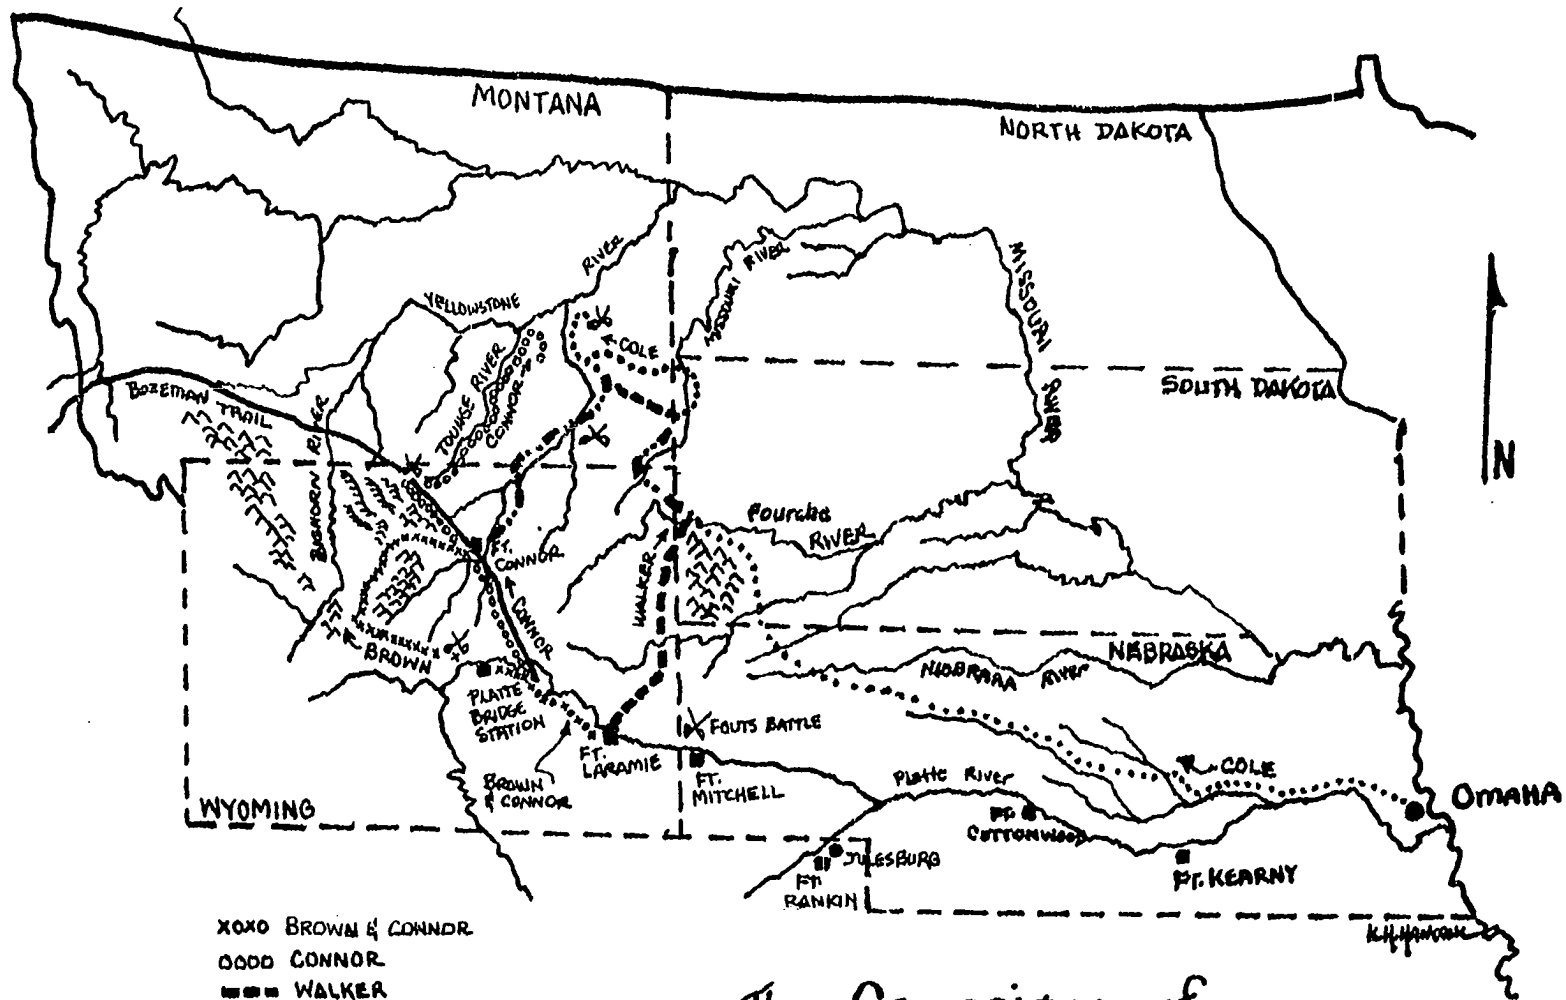 MONTANA
NORTH DAKOTA
RIVER
YELLOWSTONE
MISSOURI RIVER
MISSOURI
RIVER
COLE
SOUTH DAKOTA
BOZEMAN TRAIL
TOUNGE RIVER
CONNOR
BIGHORN RIVER
N
Fourche
RIVER
FT.
CONNOR
WALKER
CONNOR
BROWN
NEBRASKA
NIOBRARA RIVER
PLATTE
BRIDGE
STATION
FOUTS BATTLE
FT.
LARAMIE
FT.
MITCHELL
BROWN
& CONNOR
Platte River
COLE
OMAHA
WYOMING
FT.
COTTONWOOD
JULESBURG
FT.
RANKIN
FT. KEARNY
K.H.
XOXO BROWN & CONNOR
OOOO CONNOR
WALKER